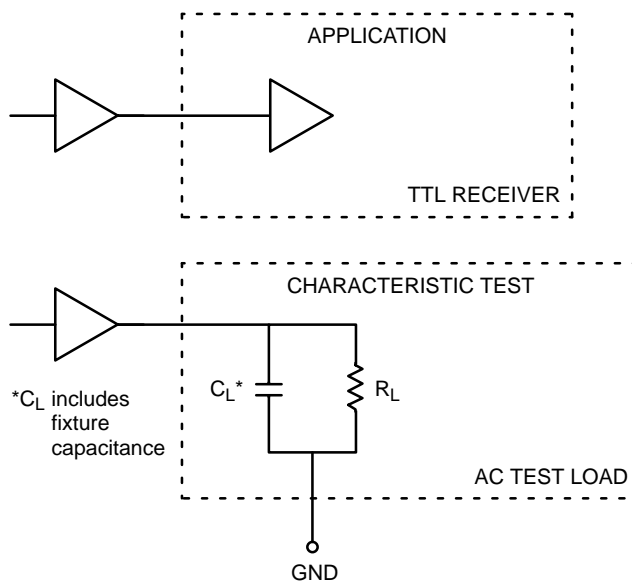 APPLICATION
TTL RECEIVER
CHARACTERISTIC TEST
*CL includes
fixture
capacitance
CL*
RL
AC TEST LOAD
GND